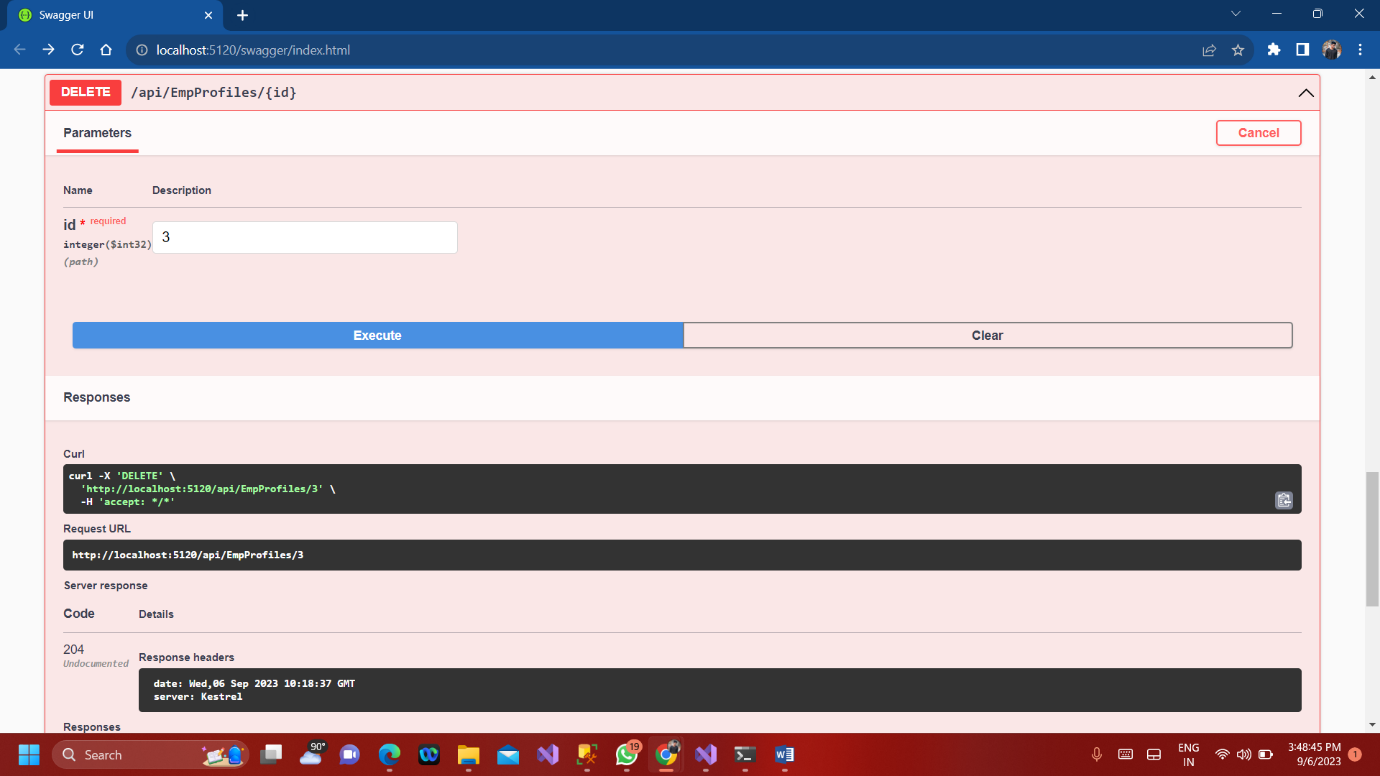 Swagger UI
localhost:5120/swagger/index.html
DELETE /api/EmpProfiles/{id}
Parameters
Cancel
Name Description
id * required
integer($int32)
(path)
3
Execute Clear
Responses
Curl
curl -X 'DELETE' \
'http://localhost:5120/api/EmpProfiles/3' \
-H 'accept: */*'
Request URL
http://localhost:5120/api/EmpProfiles/3
Server response
Code Details
204
Undocumented
Response headers
date: Wed,06 Sep 2023 10:18:37 GMT
server: Kestrel
Responses
Search
90°
19
ENG
IN
3:48:45 PM
9/6/2023
1